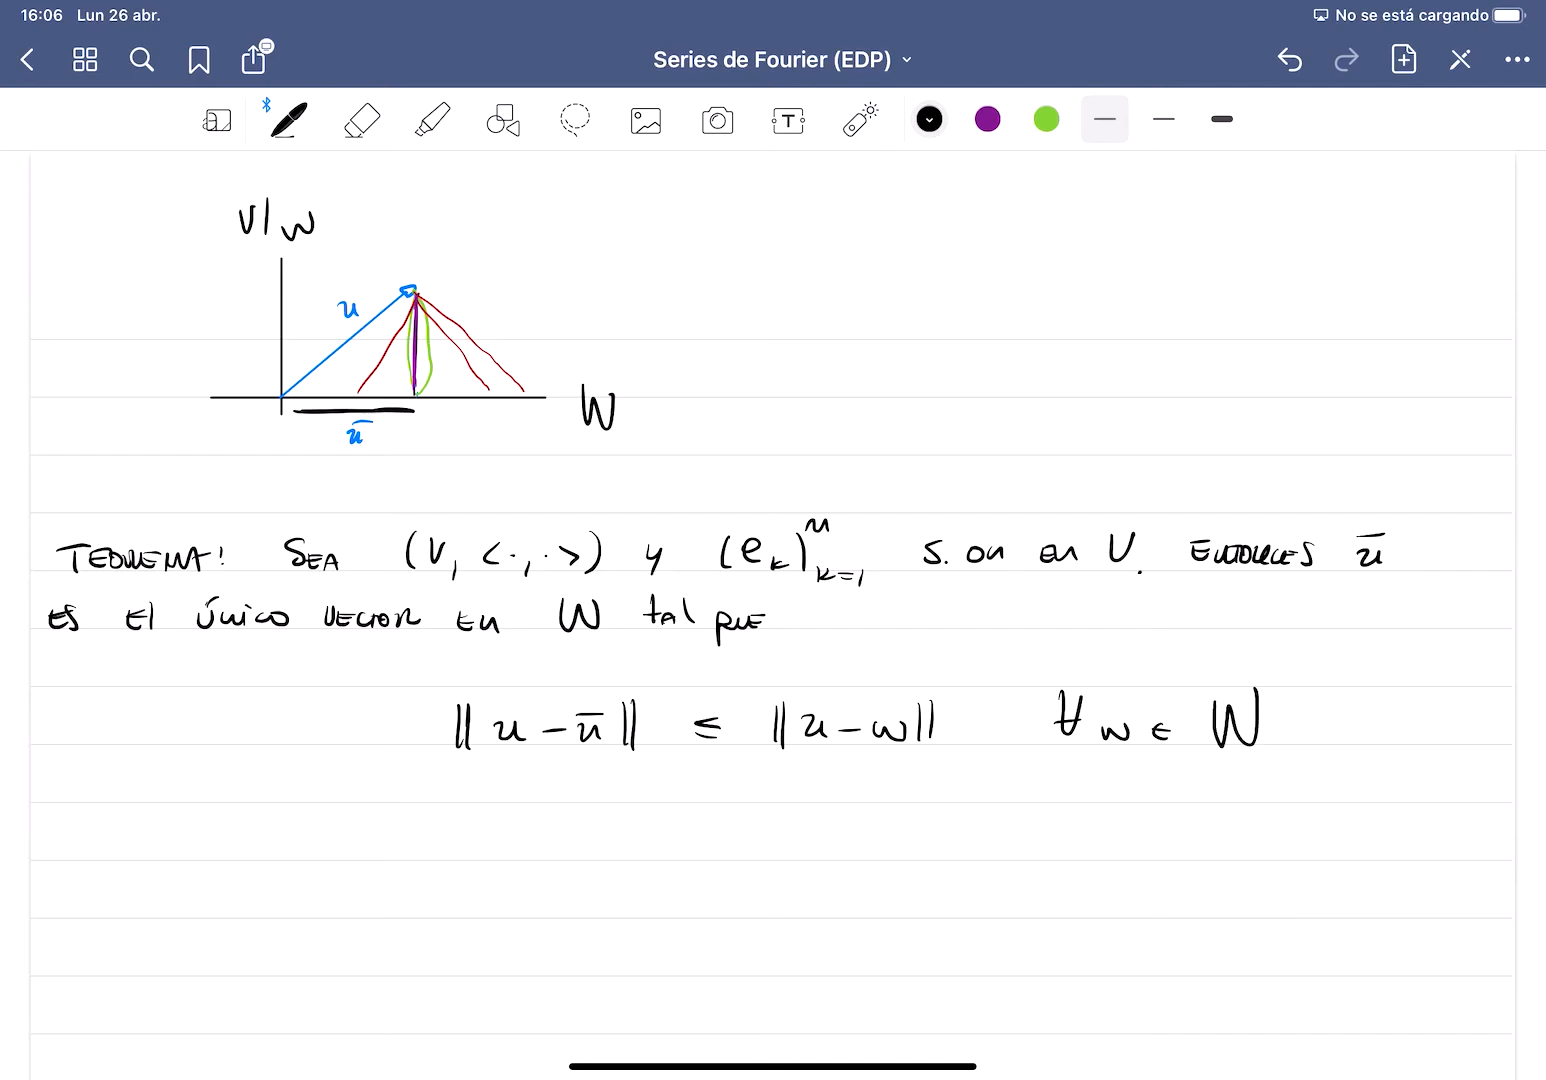 16:06 Lun 26 abr.
No se está cargando
Series de Fourier (EDP)
V|w
u
ū
W
TEOREMA: SEA (V, <·,·>) y (e_k)_{k=1}^n S. ON EN V. ENTONCES ū
ES El único VECTOR EN W tal QUE
‖u - ū‖ ≤ ‖u - w‖ ∀ w ∈ W